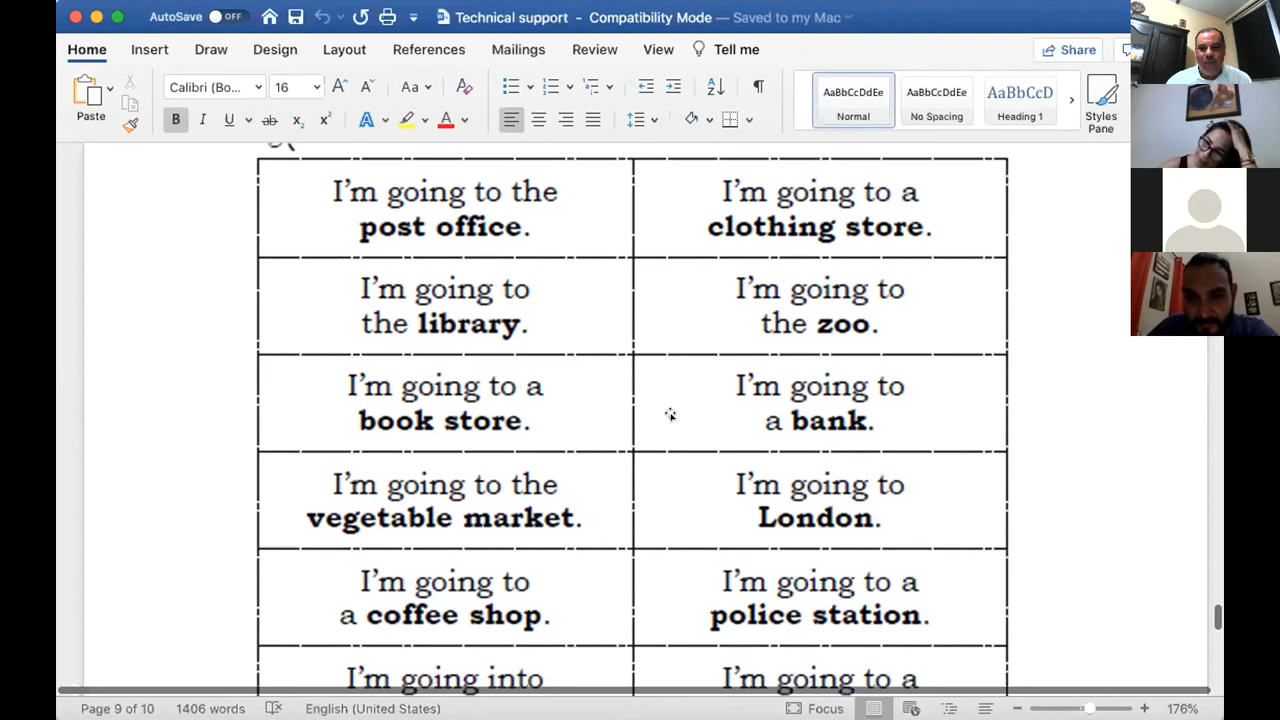 AutoSave OFF Technical support - Compatibility Mode — Saved to my Mac
Home Insert Draw Design Layout References Mailings Review View Tell me Share
Paste Calibri (Bo... 16 A^ A˅ Aa A
AaBbCcDdEe AaBbCcDdEe AaBbCcD
Normal No Spacing Heading 1 Styles
Pane
B I U ab x₂ x² A A
I'm going to the
post office.
I'm going to a
clothing store.
I'm going to
the library.
I'm going to
the zoo.
I'm going to a
book store.
I'm going to
a bank.
I'm going to the
vegetable market.
I'm going to
London.
I'm going to
a coffee shop.
I'm going to a
police station.
I'm going into
I'm going to a
Page 9 of 10 1406 words English (United States) Focus 176%